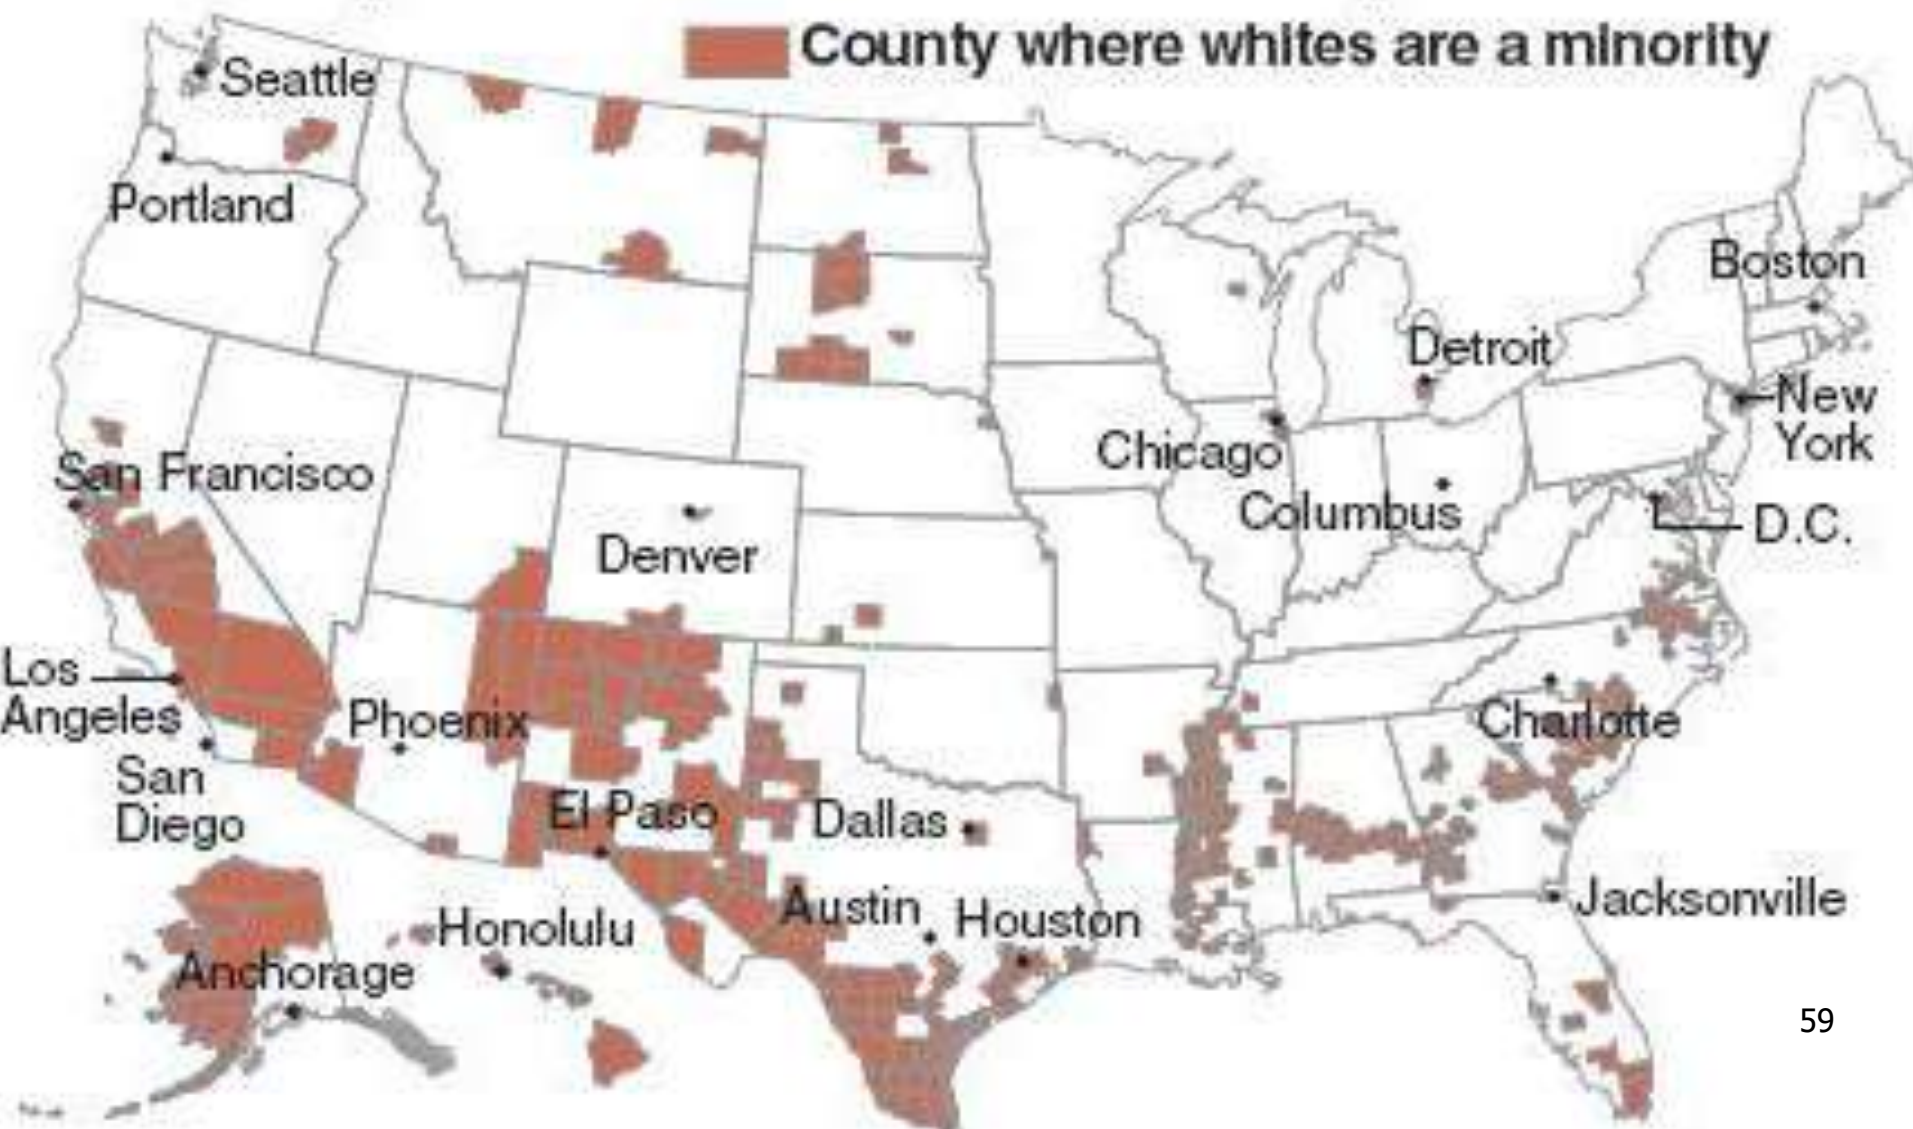 County where whites are a minority
Seattle
Portland
Boston
Detroit
New
York
Chicago
San Francisco
Columbus
D.C.
Denver
Los
Angeles
Phoenix
Charlotte
San
Diego
El Paso
Dallas
Austin
Houston
Jacksonville
Honolulu
Anchorage
59